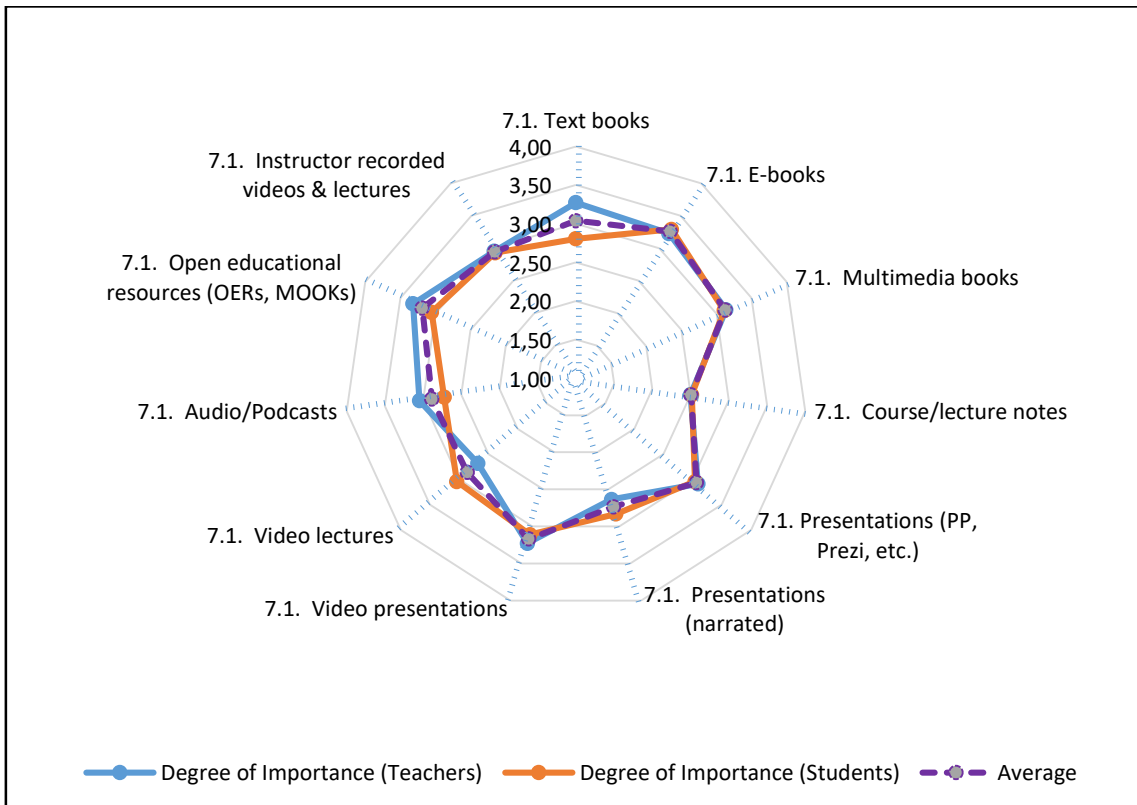 7.1. Text books
4,00
3,50
3,00
2,50
2,00
1,50
1,00
7.1. E-books
7.1. Multimedia books
7.1. Course/lecture notes
7.1. Presentations (PP,
Prezi, etc.)
7.1. Presentations
(narrated)
7.1. Video presentations
7.1. Video lectures
7.1. Audio/Podcasts
7.1. Open educational
resources (OERs, MOOKs)
7.1. Instructor recorded
videos & lectures
Degree of Importance (Teachers)
Degree of Importance (Students)
Average